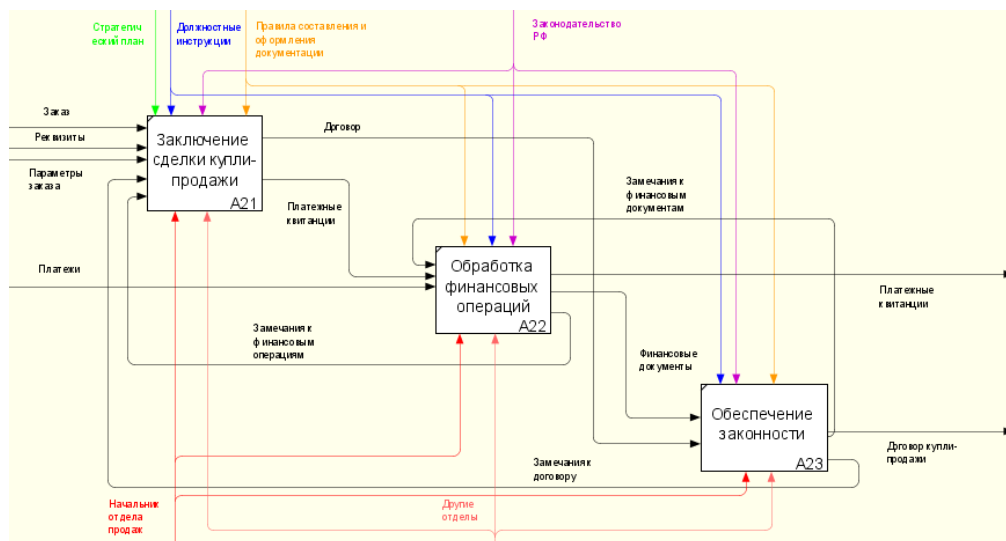 Стратегич
еский план
Должностные
инструкции
Правила составления и
оформления
документации
Законодательство
РФ
Заказ
Реквизиты
Параметры
заказа
Заключение
сделки купли-
продажи
A21
Договор
Платежные
квитанции
Замечания к
финансовым
документам
Платежи
Обработка
финансовых
операций
A22
Платежные
квитанции
Замечания к
финансовым
операциям
Финансовые
документы
Обеспечение
законности
A23
Договор купли-
продажи
Замечания к
договору
Начальник
отдела
продаж
Другие
отделы